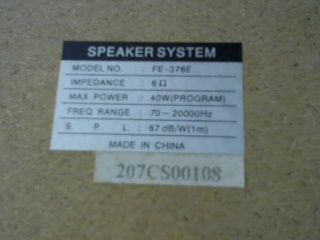 SPEAKER SYSTEM
MODEL NO. : FE-376E
IMPEDANCE : 6 Ω
MAX. POWER : 40W(PROGRAM)
FREQ. RANGE : 70～20000Hz
S. P. L. : 87 dB/W(1m)
MADE IN CHINA
207CS00108